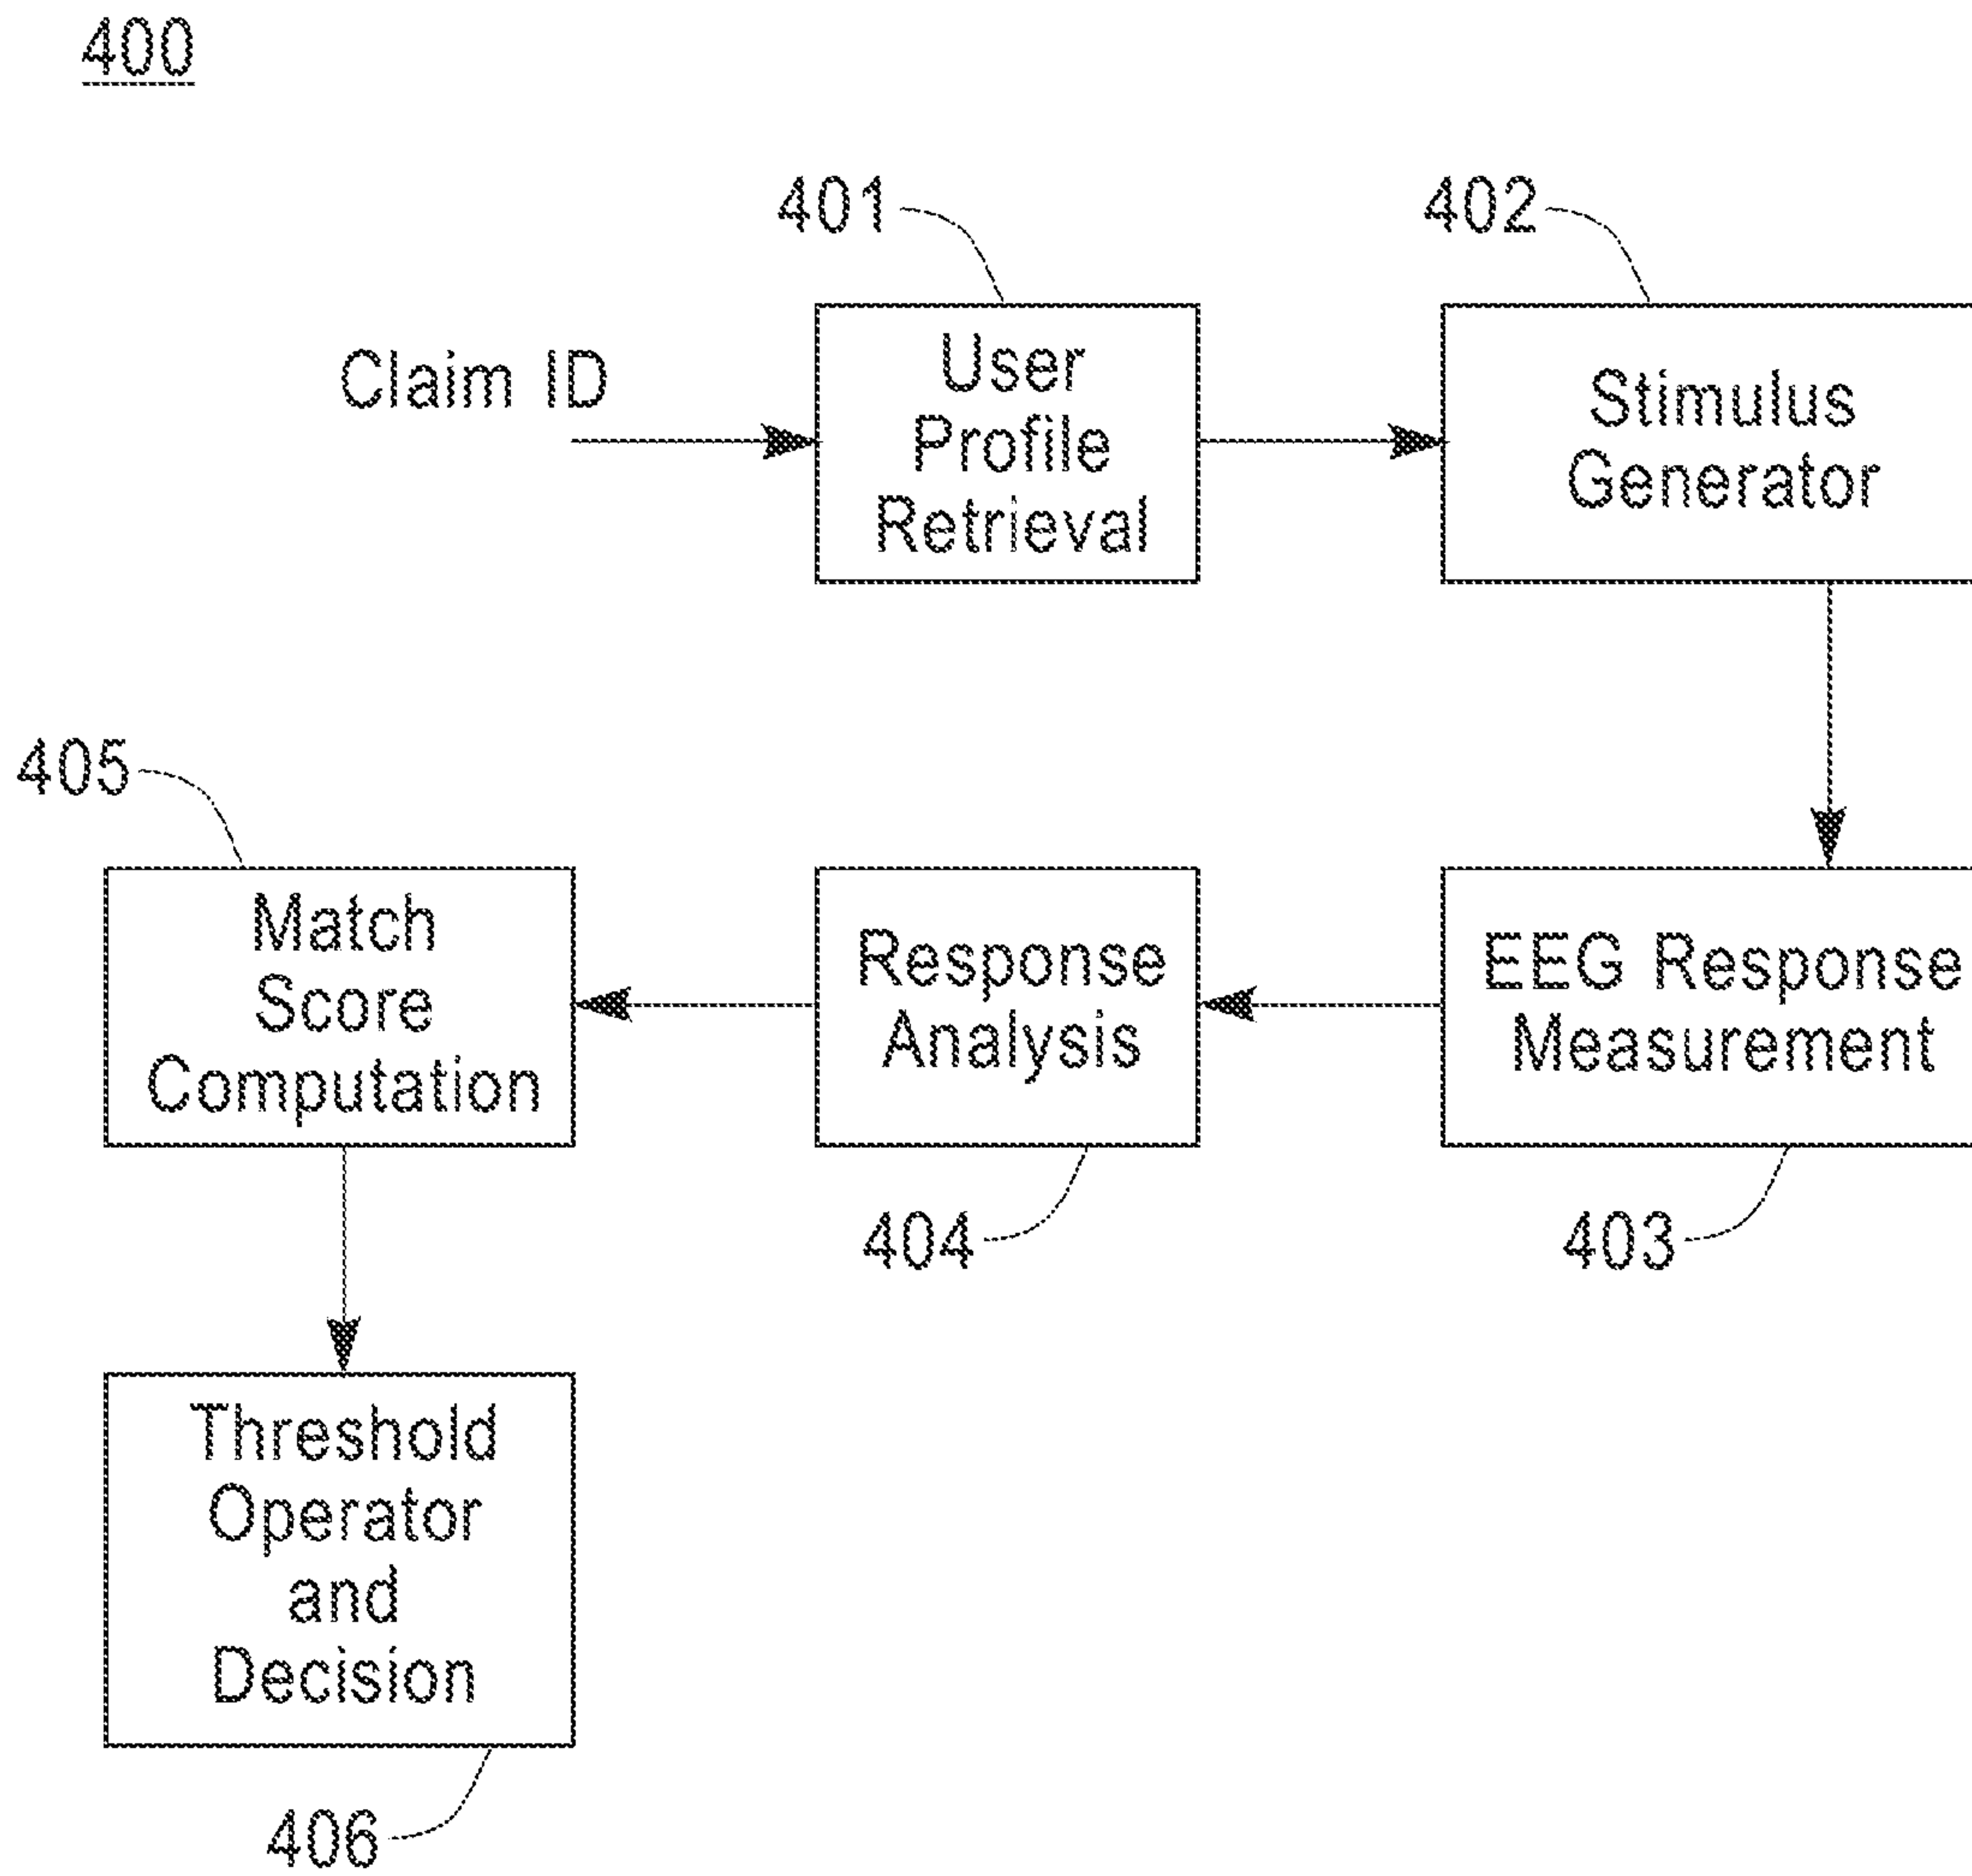 400
401
402
Claim ID
User
Profile
Retrieval
Stimulus
Generator
405
Match
Score
Computation
Response
Analysis
EEG Response
Measurement
404
403
Threshold
Operator
and
Decision
406